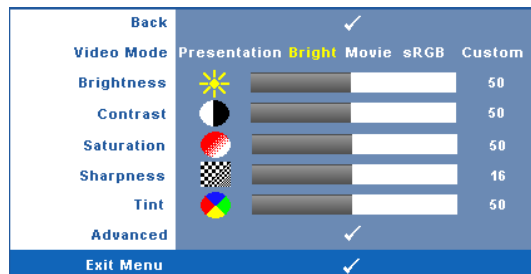 Back
Video Mode Presentation Bright Movie sRGB Custom
Brightness 50
Contrast 50
Saturation 50
Sharpness 16
Tint 50
Advanced
Exit Menu